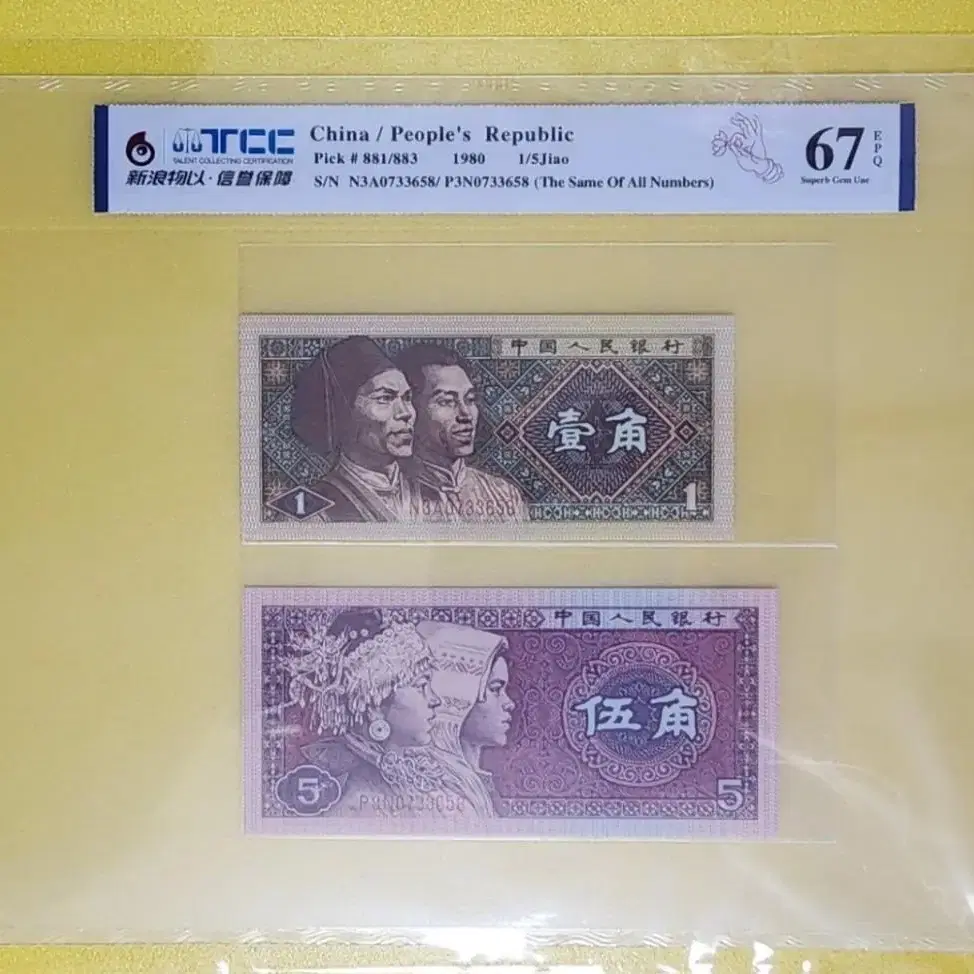 TCC
TALENT COLLECTING CERTIFICATION
新浪物以·信誉保障
China / People's Republic
Pick # 881/883 1980 1/5Jiao
S/N N3A0733658/ P3N0733658 (The Same Of All Numbers)
67
EPQ
Superb Gem Unc
中国人民银行
壹角
1
N3A0733658
1
中国人民银行
伍角
5
P3N0733658
5